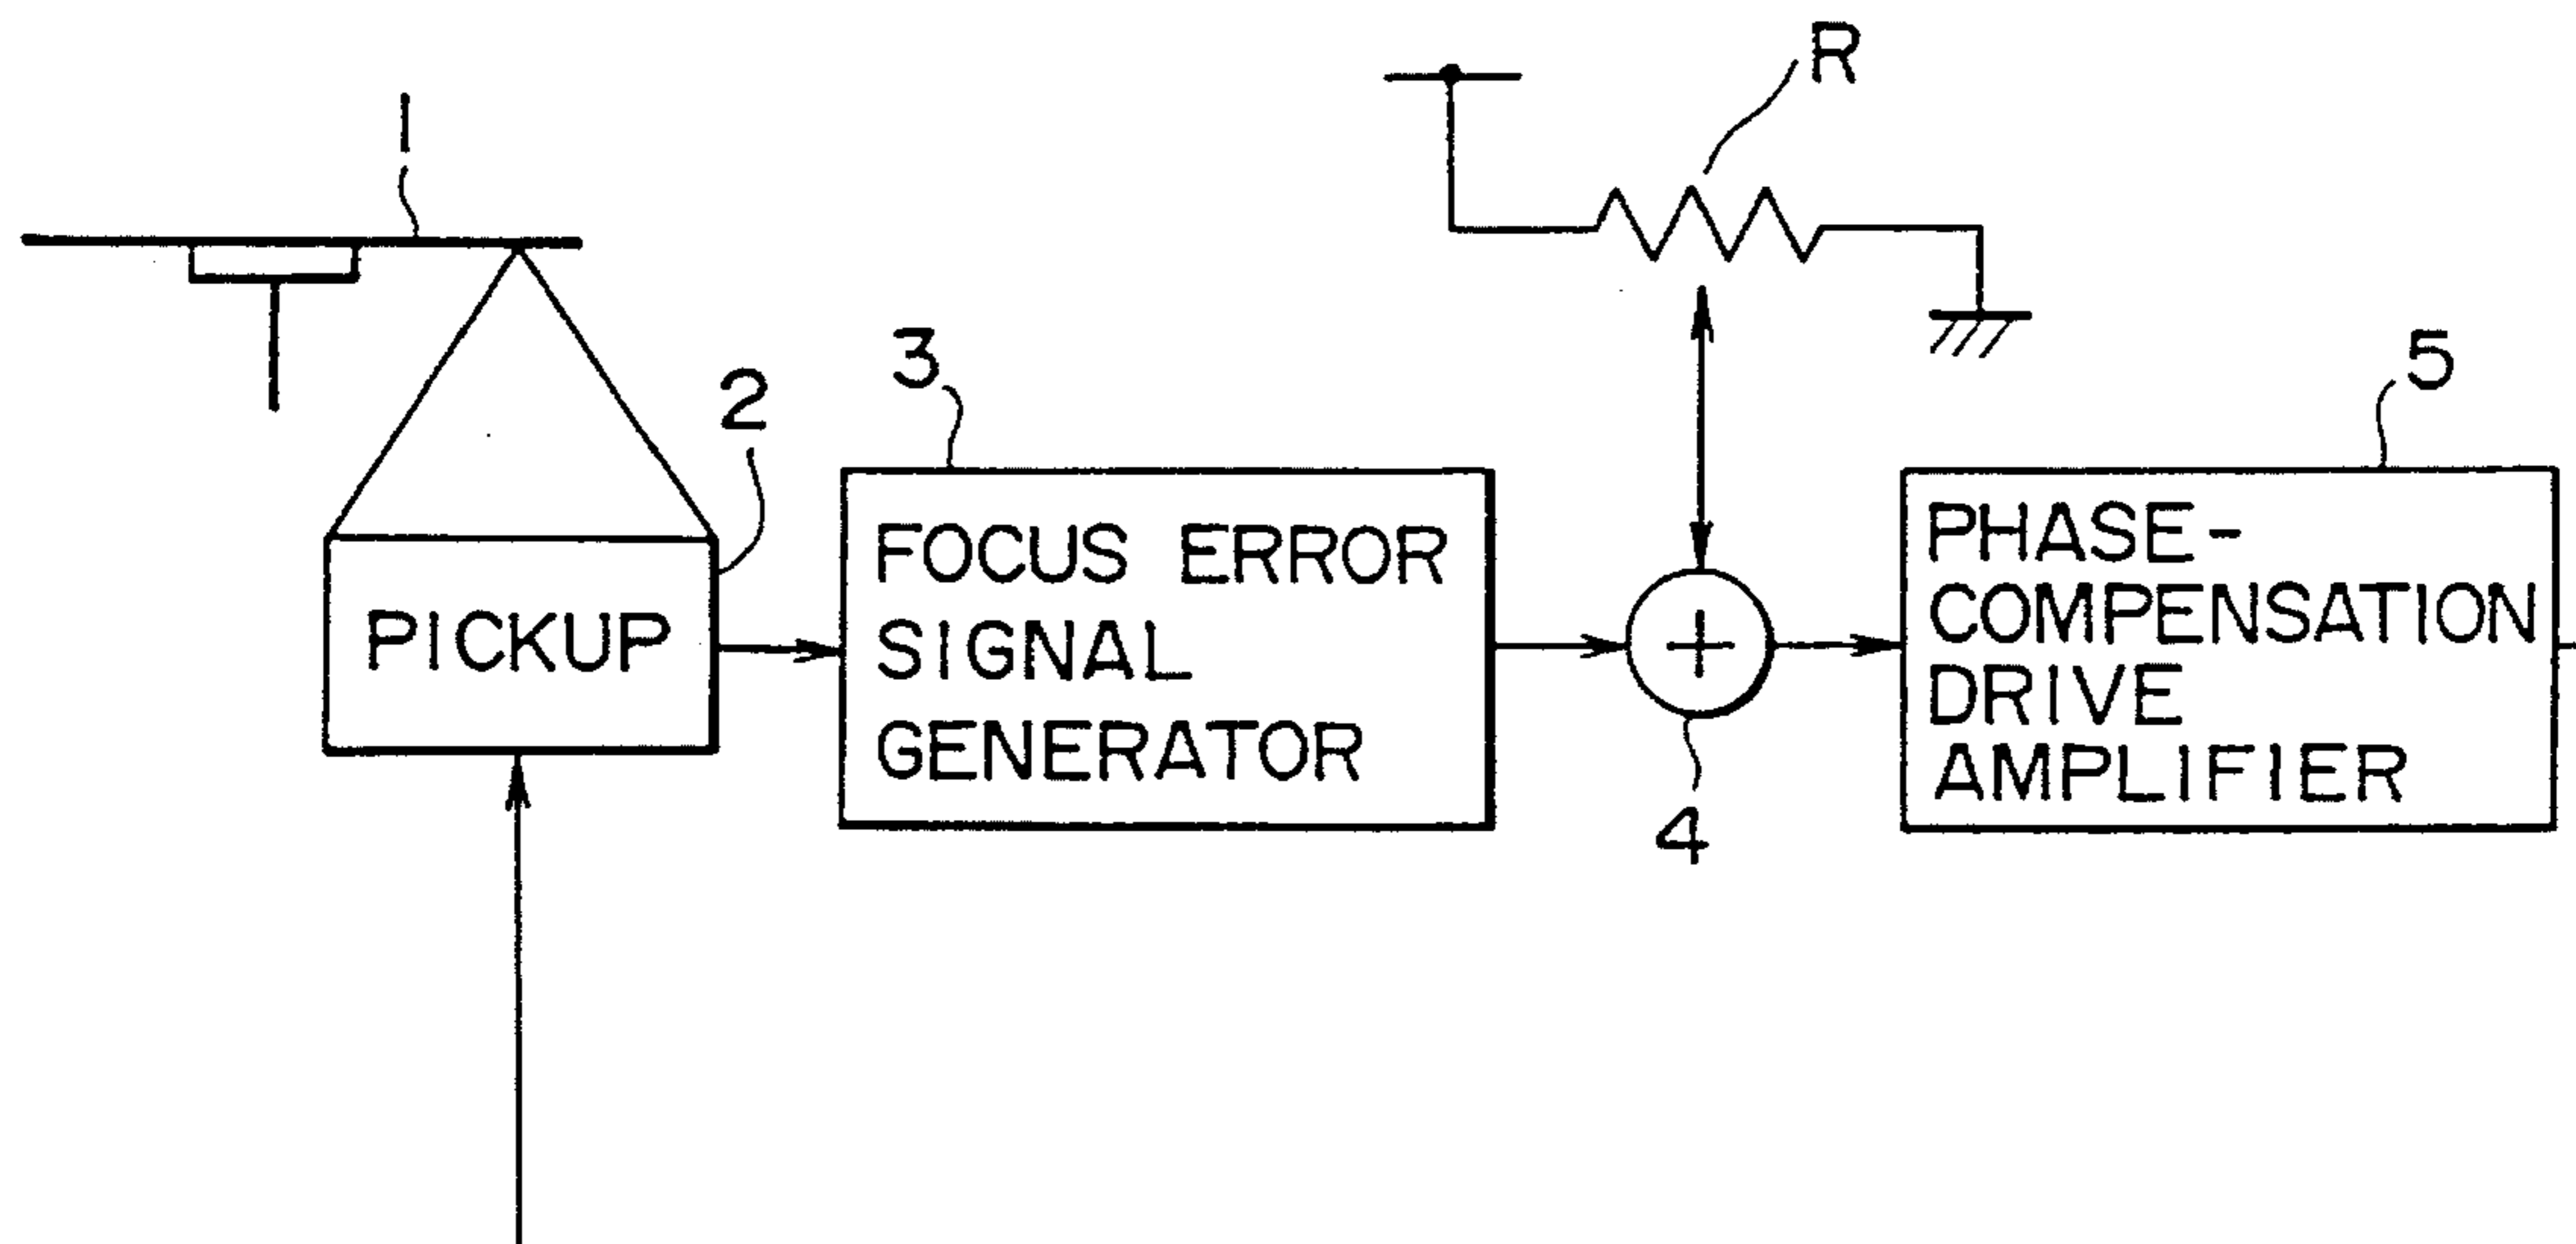 R
1
3
5
2
FOCUS ERROR
SIGNAL
GENERATOR
PHASE-
COMPENSATION
DRIVE
AMPLIFIER
PICKUP
+
4